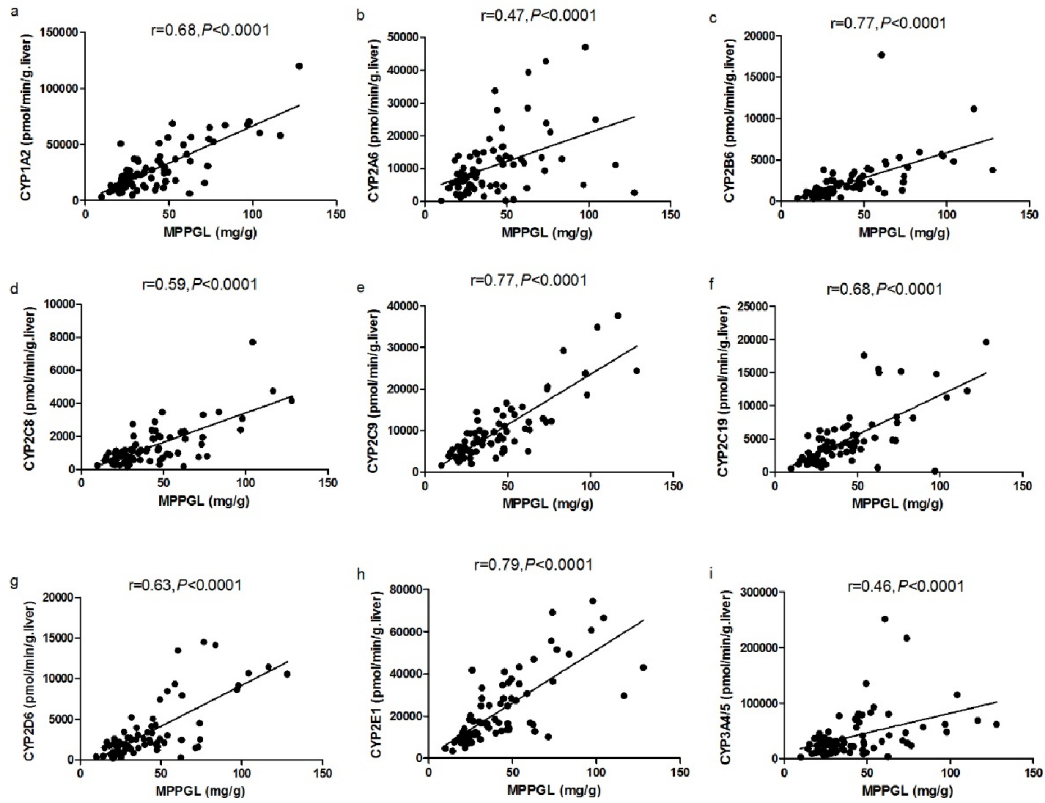 a
r=0.68,P<0.0001
CYP1A2 (pmol/min/g.liver)
150000
100000
50000
0
0 50 100 150
MPPGL (mg/g)
b
r=0.47,P<0.0001
CYP2A6 (pmol/min/g.liver)
50000
40000
30000
20000
10000
0
0 50 100 150
MPPGL (mg/g)
c
r=0.77,P<0.0001
CYP2B6 (pmol/min/g.liver)
20000
15000
10000
5000
0
0 50 100 150
MPPGL (mg/g)
d
r=0.59,P<0.0001
CYP2C8 (pmol/min/g.liver)
10000
8000
6000
4000
2000
0
0 50 100 150
MPPGL (mg/g)
e
r=0.77,P<0.0001
CYP2C9 (pmol/min/g.liver)
40000
30000
20000
10000
0
0 50 100 150
MPPGL (mg/g)
f
r=0.68,P<0.0001
CYP2C19 (pmol/min/g.liver)
25000
20000
15000
10000
5000
0
0 50 100 150
MPPGL (mg/g)
g
r=0.63,P<0.0001
CYP2D6 (pmol/min/g.liver)
20000
15000
10000
5000
0
0 50 100 150
MPPGL (mg/g)
h
r=0.79,P<0.0001
CYP2E1 (pmol/min/g.liver)
80000
60000
40000
20000
0
0 50 100 150
MPPGL (mg/g)
i
r=0.46,P<0.0001
CYP3A4/5 (pmol/min/g.liver)
300000
200000
100000
0
0 50 100 150
MPPGL (mg/g)